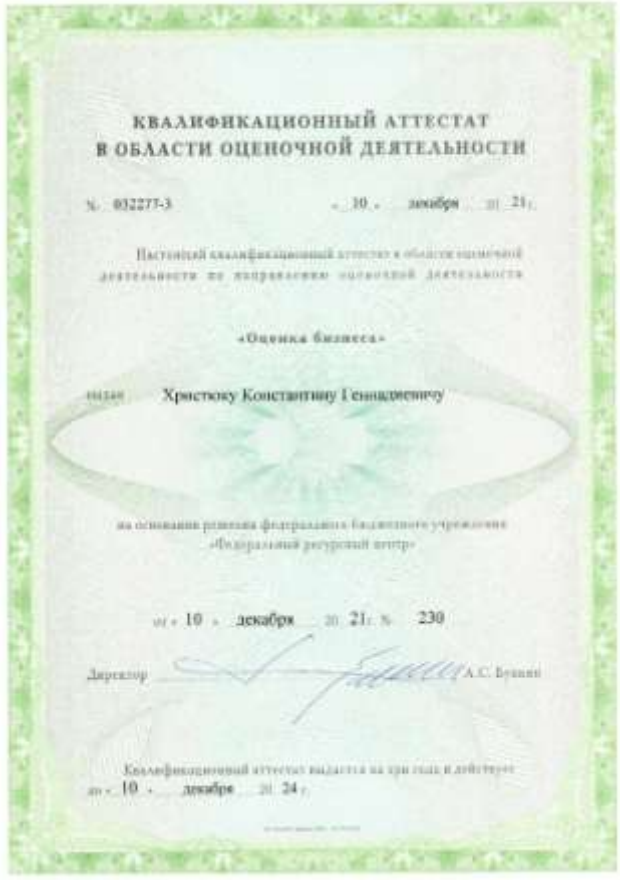 КВАЛИФИКАЦИОННЫЙ АТТЕСТАТ
В ОБЛАСТИ ОЦЕНОЧНОЙ ДЕЯТЕЛЬНОСТИ
№ 032277-3 « 10 » декабря 20 21 г.
Настоящий квалификационный аттестат в области оценочной
деятельности по направлению оценочной деятельности
«Оценка бизнеса»
выдан Христюку Константину Геннадиевичу
на основании решения федерального бюджетного учреждения
«Федеральный ресурсный центр»
от « 10 » декабря 20 21 г. № 230
Директор А.С. Бункин
Квалификационный аттестат выдается на три года и действует
до « 10 » декабря 20 24 г.